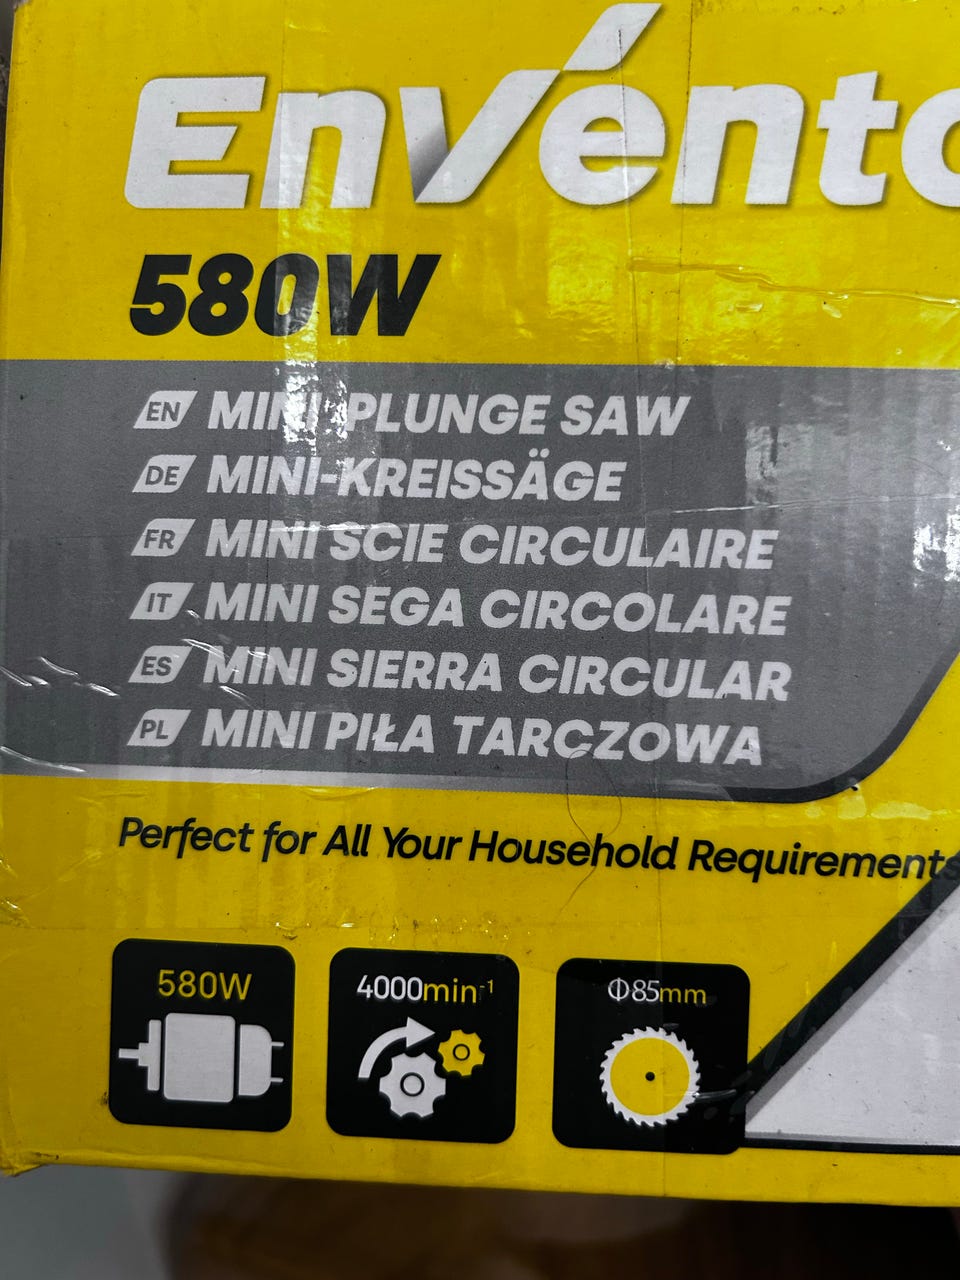 Envénto
580W
EN MINI PLUNGE SAW
DE MINI-KREISSÄGE
FR MINI SCIE CIRCULAIRE
IT MINI SEGA CIRCOLARE
ES MINI SIERRA CIRCULAR
PL MINI PIŁA TARCZOWA
Perfect for All Your Household Requirements
580W
4000min⁻¹
Φ85mm